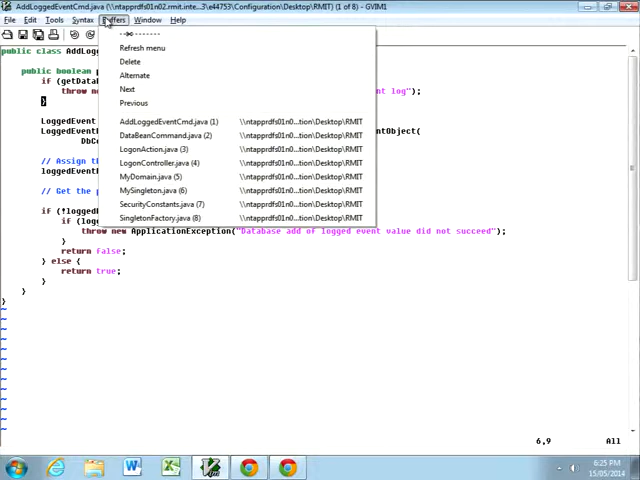 AddLoggedEventCmd.java (\\ntapprdfs01n02.rmit.inte...3\e44753\Configuration\Desktop\RMIT) (1 of 8) - GVIM1
File Edit Tools Syntax Buffers Window Help
Refresh menu
Delete
Alternate
Next
Previous
AddLoggedEventCmd.java (1) \\ntapprdfs01n0...tion\Desktop\RMIT
DataBeanCommand.java (2) \\ntapprdfs01n0...tion\Desktop\RMIT
LogonAction.java (3) \\ntapprdfs01n0...tion\Desktop\RMIT
LogonController.java (4) \\ntapprdfs01n0...tion\Desktop\RMIT
MyDomain.java (5) \\ntapprdfs01n0...tion\Desktop\RMIT
MySingleton.java (6) \\ntapprdfs01n0...tion\Desktop\RMIT
SecurityConstants.java (7) \\ntapprdfs01n0...tion\Desktop\RMIT
SingletonFactory.java (8) \\ntapprdfs01n0...tion\Desktop\RMIT
public class AddLog
public boolean p
if (getData
throw ne t log");
}
LoggedEvent ntObject(
DbCo
// Assign th
loggedEvent
// Get the p
if (!logged
if (log
throw new ApplicationException("Database add of logged event value did not succeed");
}
return false;
} else {
return true;
}
}
}
~
~
~
~
~
~
~
~
~
~
~
~
6,9 All
6:25 PM
15/05/2014